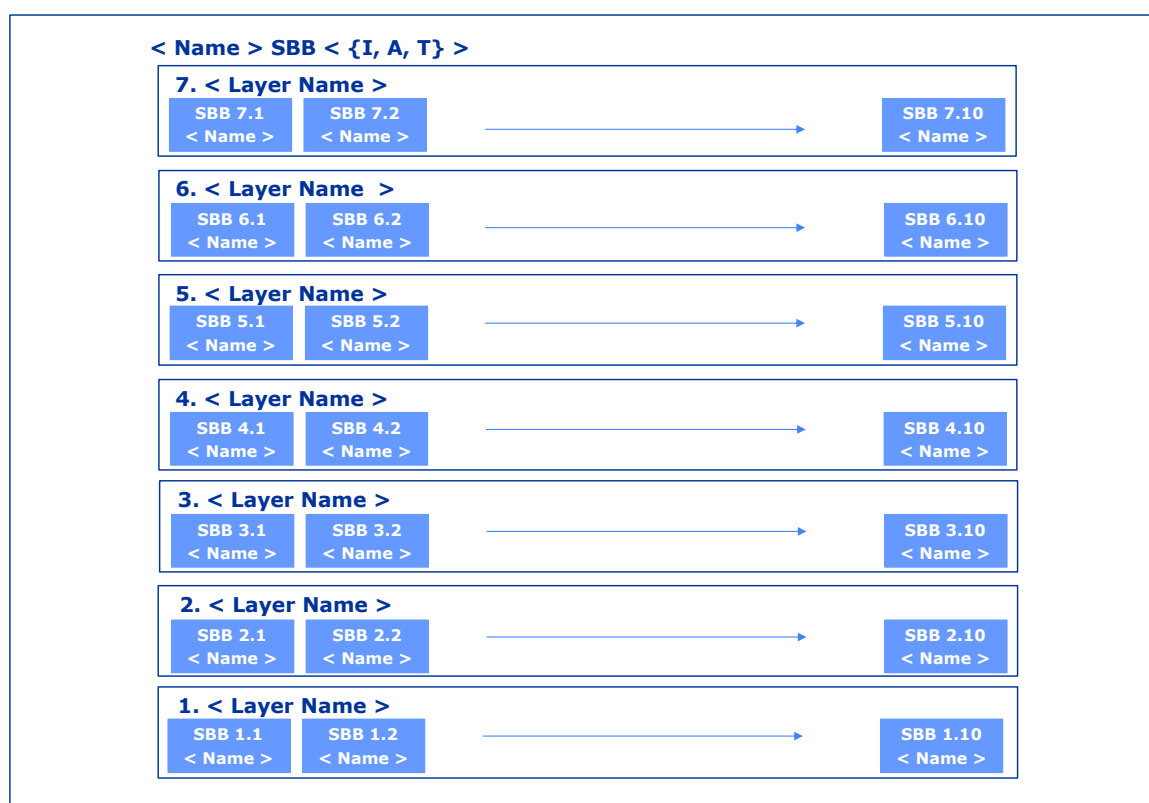 < Name > SBB < {I, A, T} >
7. < Layer Name >
SBB 7.1
< Name >
SBB 7.2
< Name >
SBB 7.10
< Name >
6. < Layer Name  >
SBB 6.1
< Name >
SBB 6.2
< Name >
SBB 6.10
< Name >
5. < Layer Name >
SBB 5.1
< Name >
SBB 5.2
< Name >
SBB 5.10
< Name >
4. < Layer Name >
SBB 4.1
< Name >
SBB 4.2
< Name >
SBB 4.10
< Name >
3. < Layer Name >
SBB 3.1
< Name >
SBB 3.2
< Name >
SBB 3.10
< Name >
2. < Layer Name >
SBB 2.1
< Name >
SBB 2.2
< Name >
SBB 2.10
< Name >
1. < Layer Name >
SBB 1.1
< Name >
SBB 1.2
< Name >
SBB 1.10
< Name >